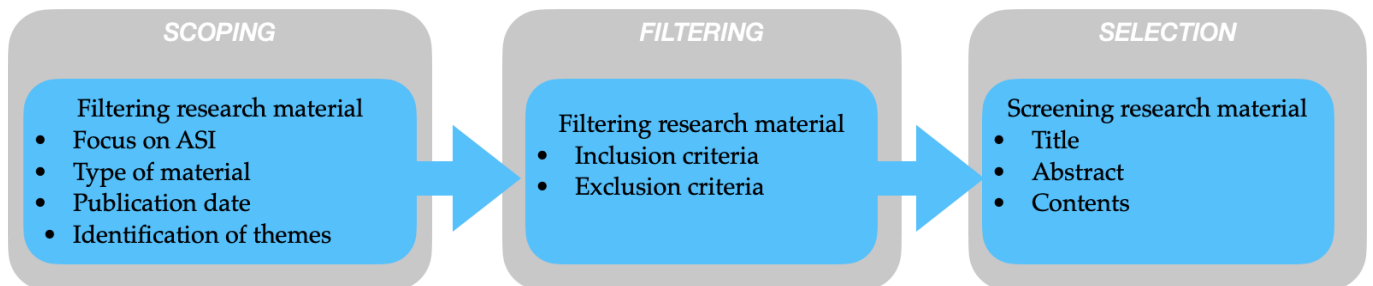 SCOPING
Filtering research material
• Focus on ASI
• Type of material
• Publication date
• Identification of themes
FILTERING
Filtering research material
• Inclusion criteria
• Exclusion criteria
SELECTION
Screening research material
• Title
• Abstract
• Contents